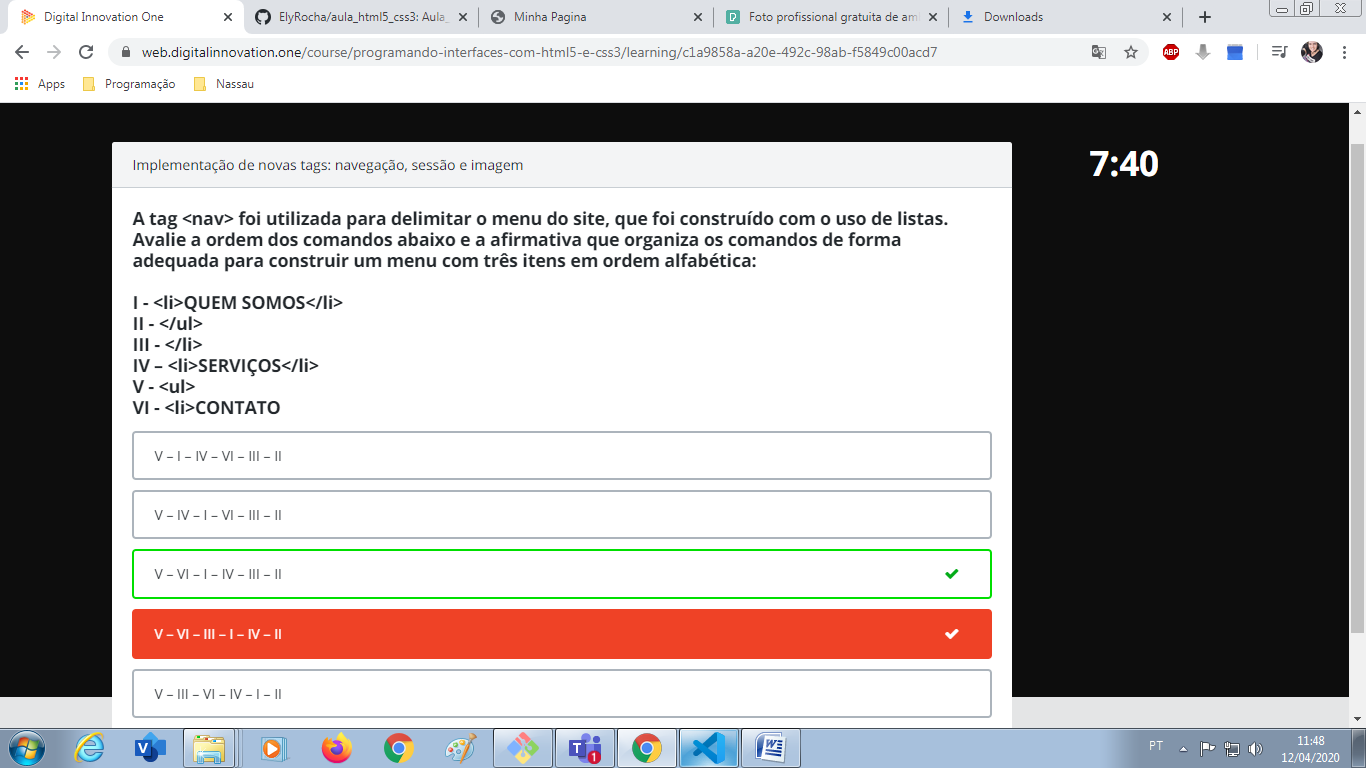 Digital Innovation One
ElyRocha/aula_html5_css3: Aula_
Minha Pagina
Foto profissional gratuita de am
Downloads
web.digitalinnovation.one/course/programando-interfaces-com-html5-e-css3/learning/c1a9858a-a20e-492c-98ab-f5849c00acd7
ABP
Apps
Programação
Nassau
Implementação de novas tags: navegação, sessão e imagem
7:40
A tag <nav> foi utilizada para delimitar o menu do site, que foi construído com o uso de listas.
Avalie a ordem dos comandos abaixo e a afirmativa que organiza os comandos de forma
adequada para construir um menu com três itens em ordem alfabética:
I - <li>QUEM SOMOS</li>
II - </ul>
III - </li>
IV – <li>SERVIÇOS</li>
V - <ul>
VI - <li>CONTATO
V – I – IV – VI – III – II
V – IV – I – VI – III – II
V – VI – I – IV – III – II
V – VI – III – I – IV – II
V – III – VI – IV – I – II
PT
11:48
12/04/2020